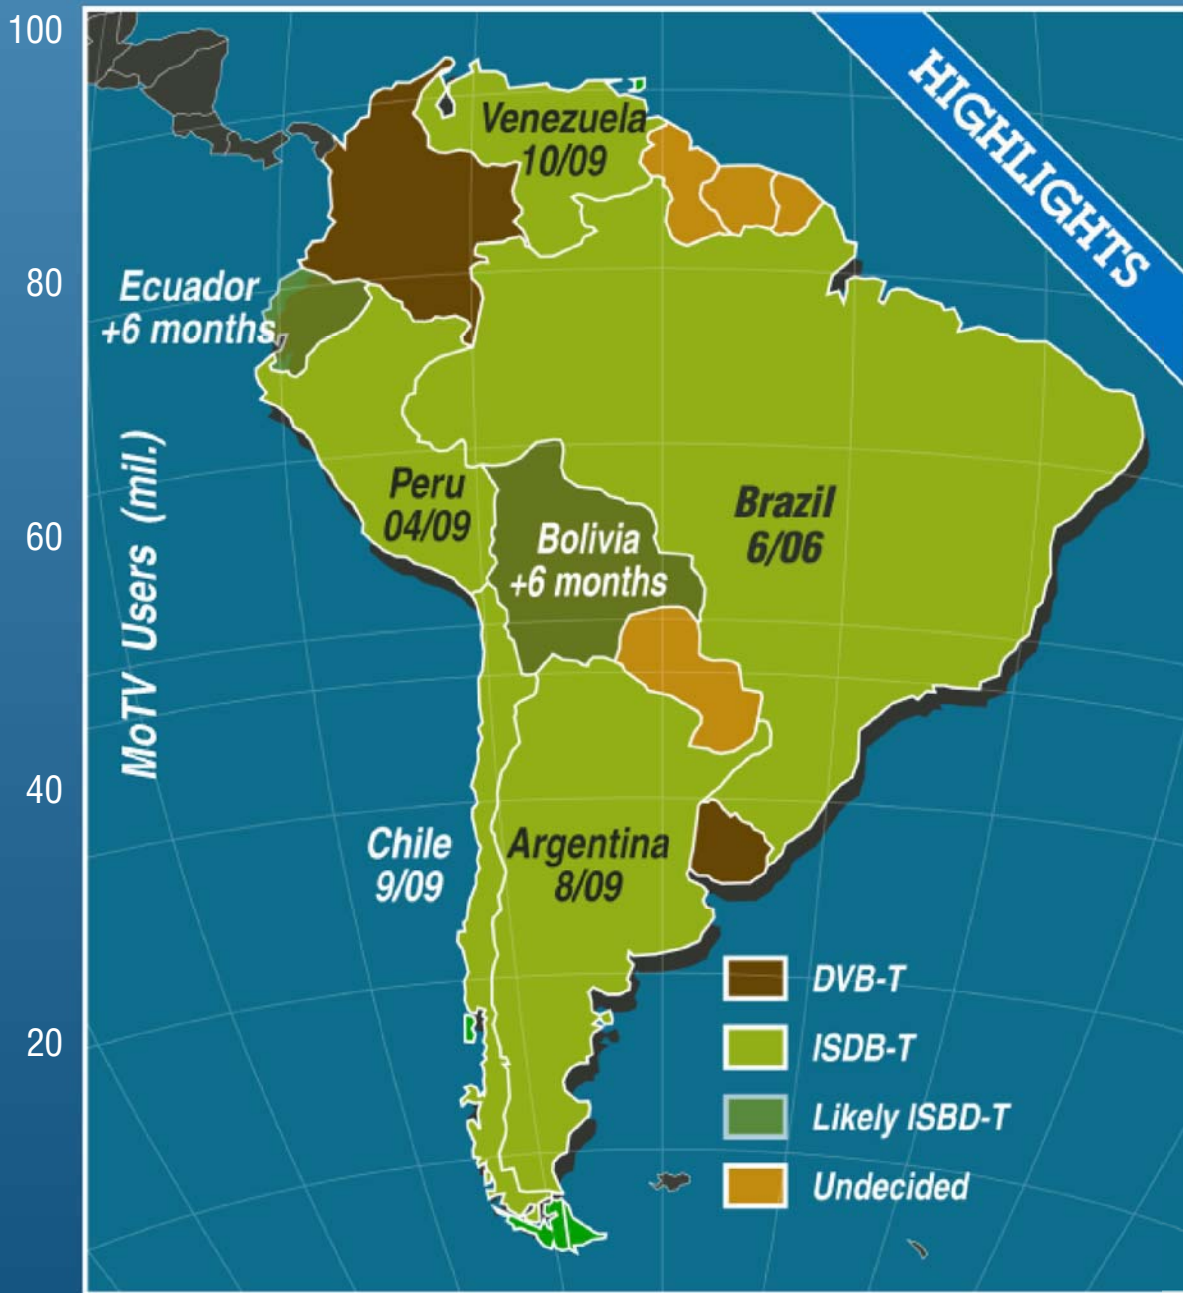 100
80
60
40
20
MoTV Users (mil.)
HIGHLIGHTS
Venezuela
10/09
Ecuador
+6 months
Peru
04/09
Bolivia
+6 months
Brazil
6/06
Chile
9/09
Argentina
8/09
DVB-T
ISDB-T
Likely ISBD-T
Undecided